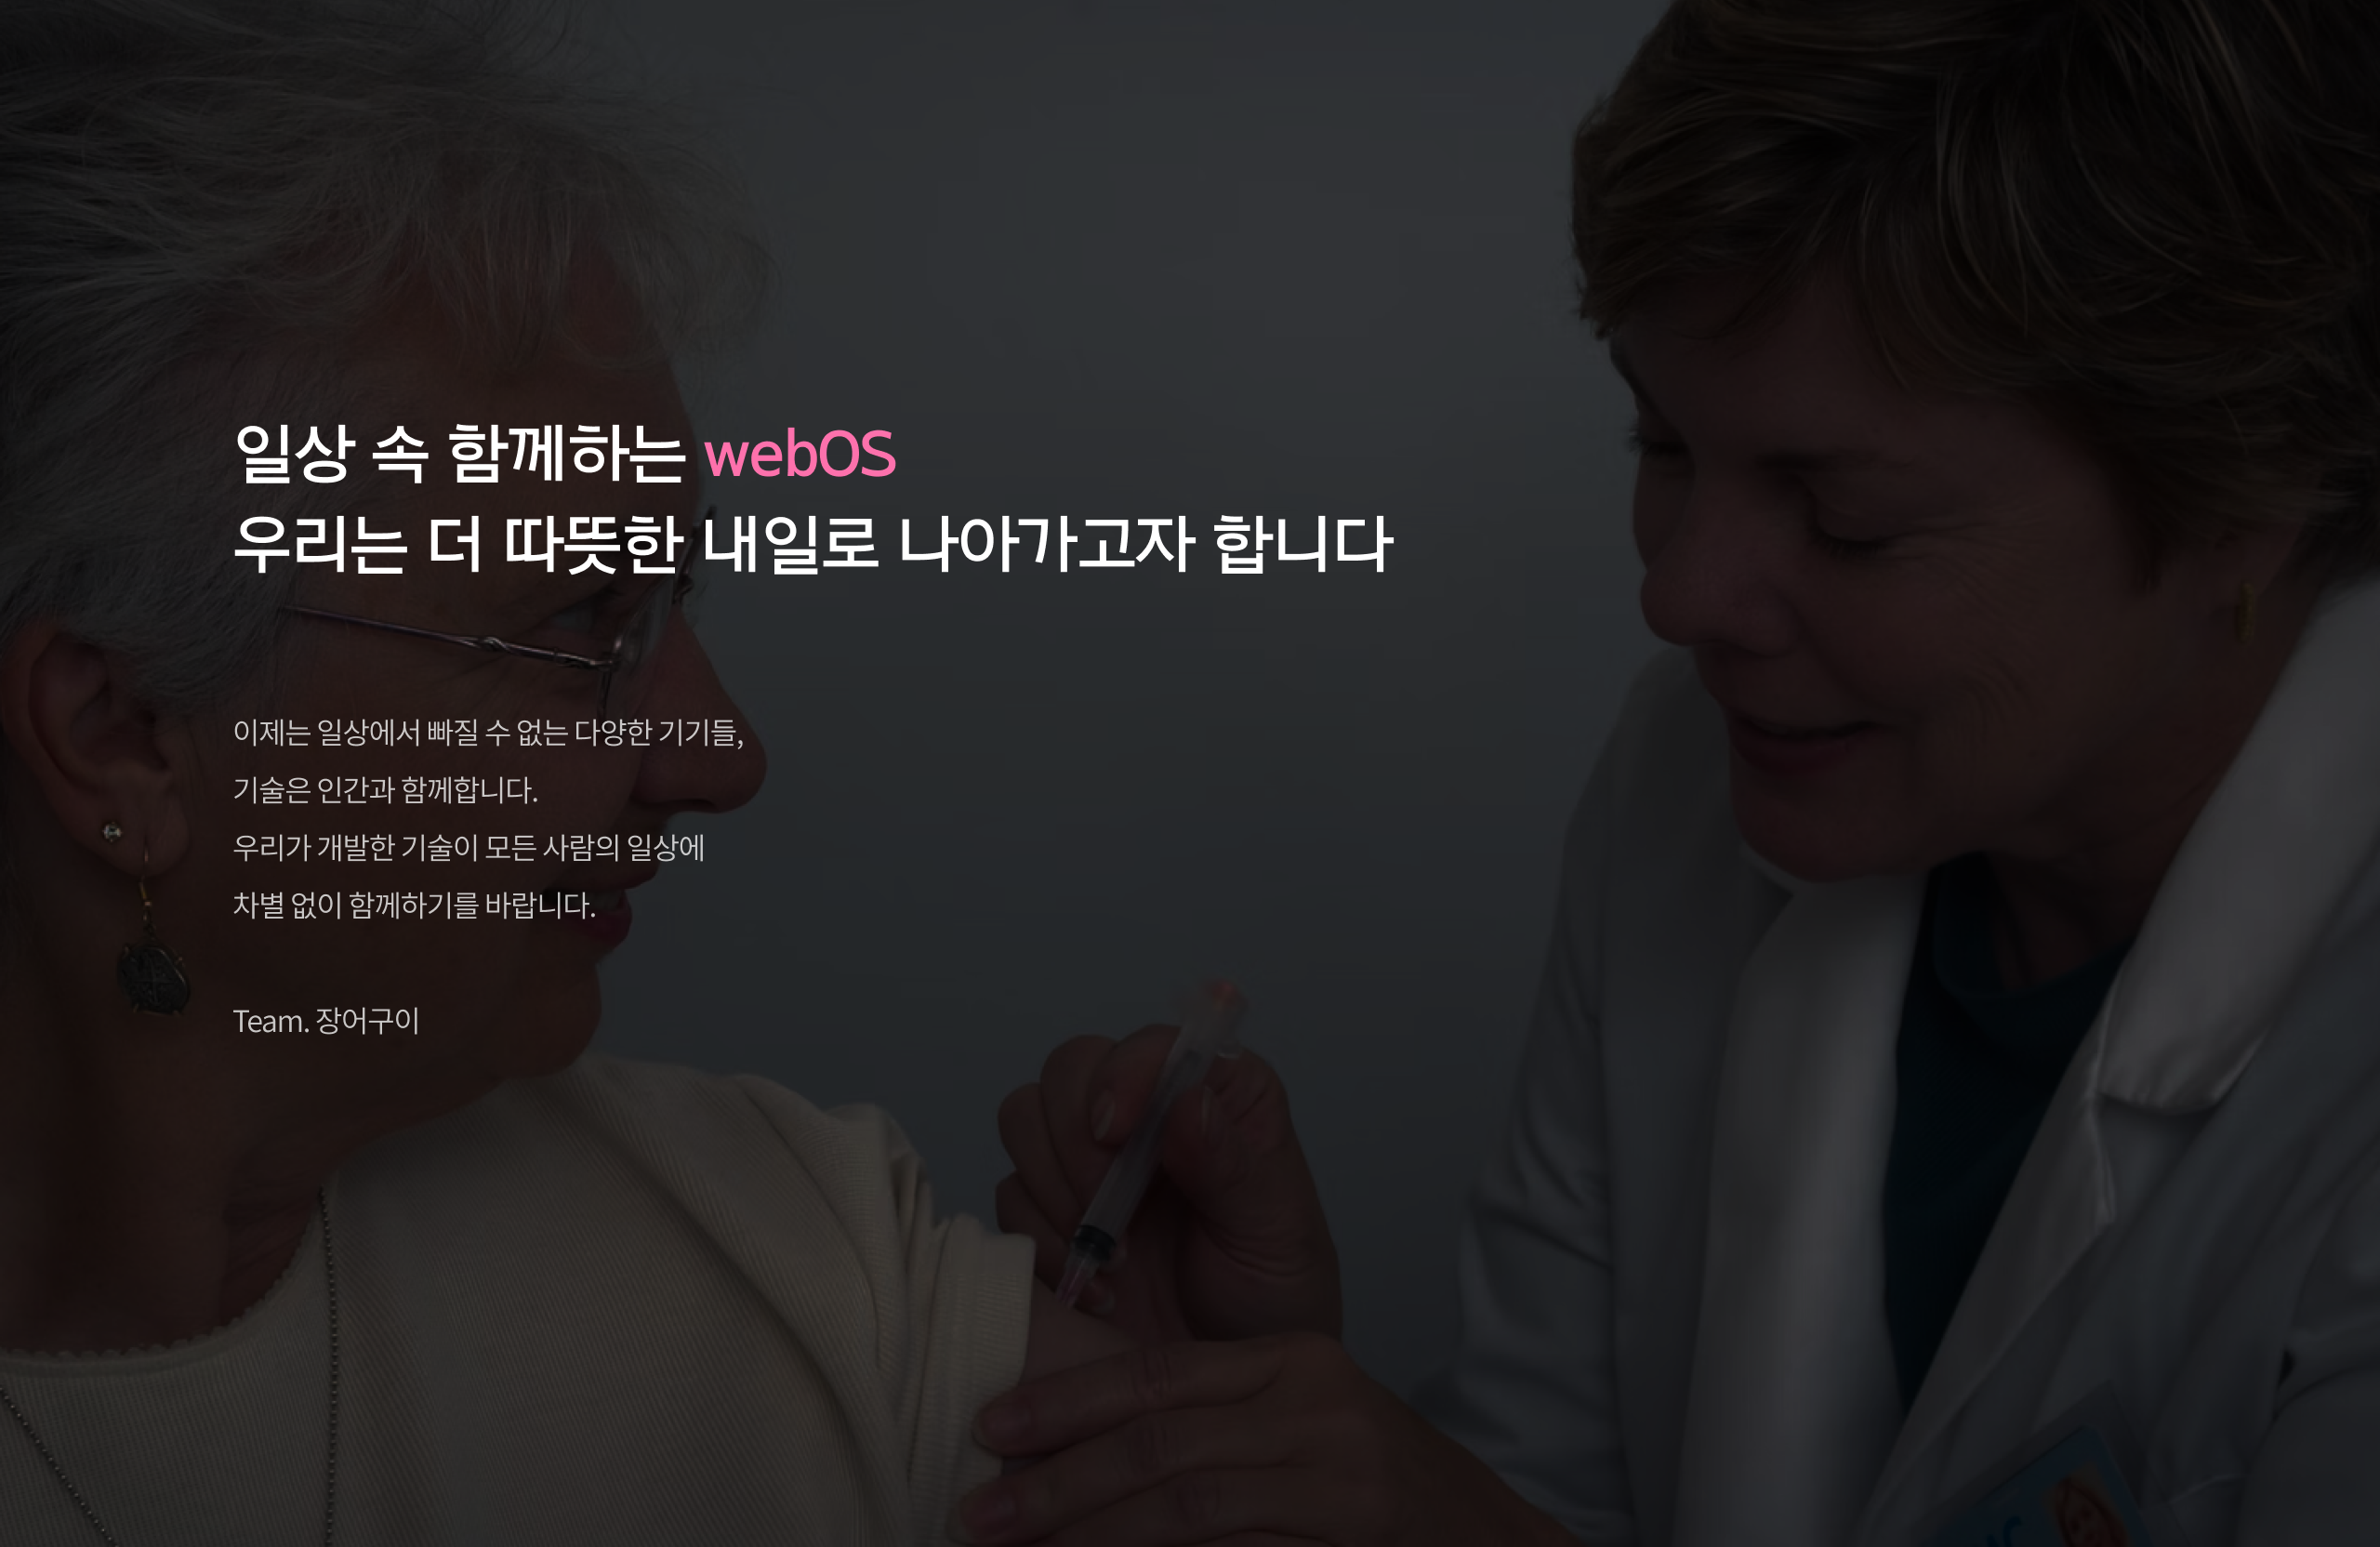 일상 속 함께하는 webOS
우리는 더 따뜻한 내일로 나아가고자 합니다
이제는 일상에서 빠질 수 없는 다양한 기기들,
기술은 인간과 함께합니다.
우리가 개발한 기술이 모든 사람의 일상에
차별 없이 함께하기를 바랍니다.
Team. 장어구이